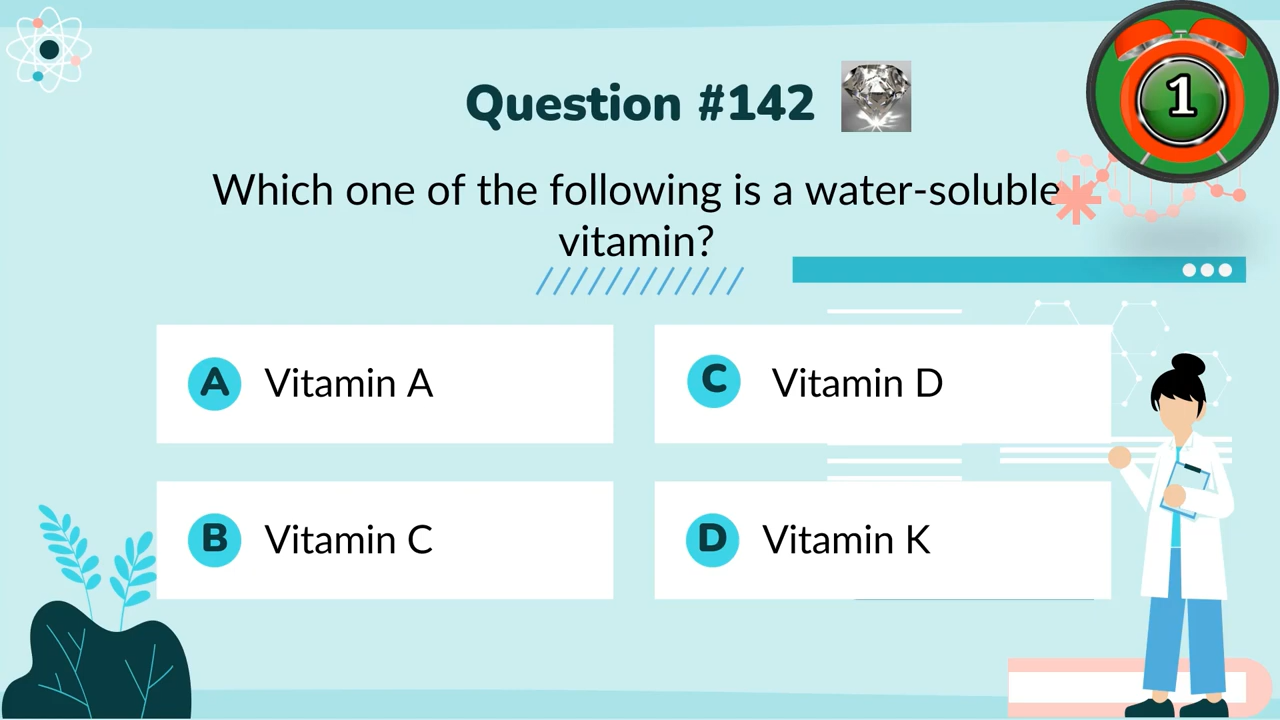 Question #142
1
Which one of the following is a water-soluble
vitamin?
A Vitamin A
B Vitamin C
C Vitamin D
D Vitamin K